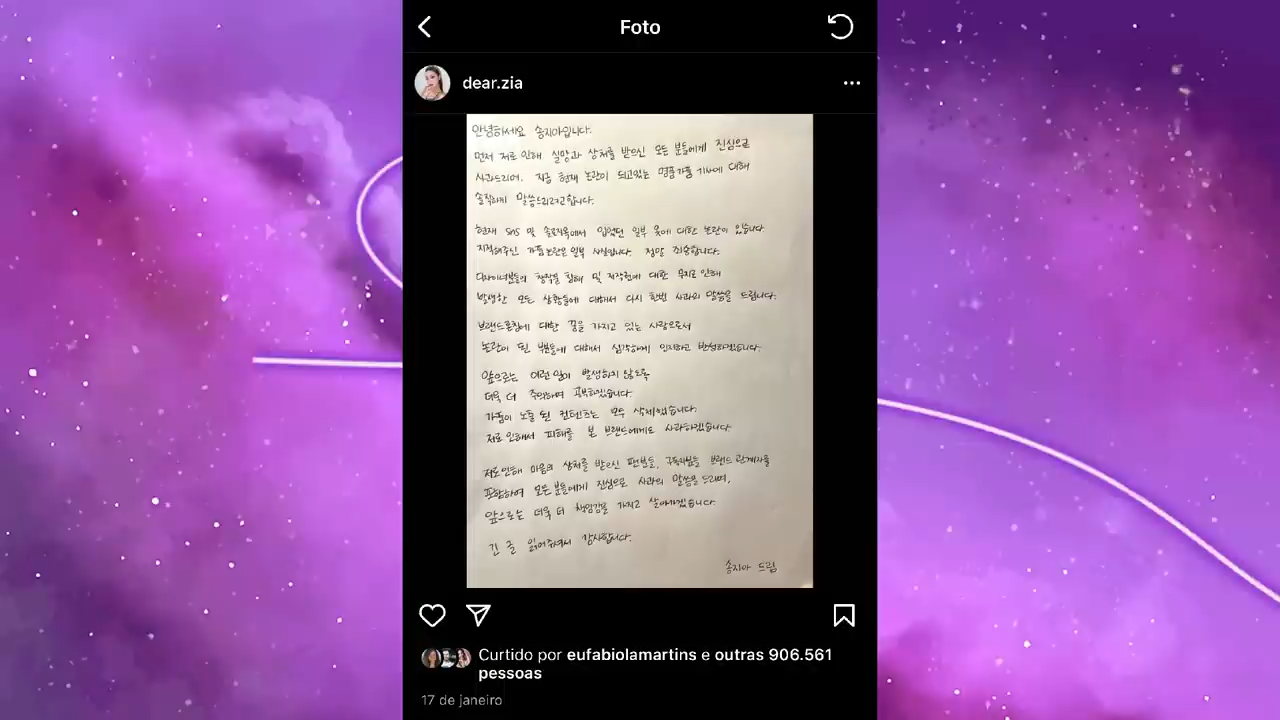 Foto
dear.zia
안녕하세요 송지아입니다.
먼저 저로 인해 실망과 상처를 받으신 모든 분들에게 진심으로
사과드리며, 지금 현재 논란이 되고있는 명품가품 기사에 대해
솔직하게 말씀드리려고합니다.
현재 SNS 및 솔로지옥에서 입었던 일부 옷에 대한 논란이 있습니다
지적해주신 가품논란은 일부 사실입니다. 정말 죄송합니다.
디자이너분들의 창작물 침해 및 저작권에 대한 무지로 인해
발생한 모든 상황들에 대해서 다시 한번 사과의 말씀을 드립니다.
브랜드론칭에 대한 꿈을 가지고 있는 사람으로서
논란이 된 부분들에 대해서 심각하게 인지하고 반성하겠습니다.
앞으로는 이런 일이 발생하지 않도록
더욱 더 주의하며 공부하겠습니다.
가품이 노출 된 컨텐츠는 모두 삭제했습니다.
저로 인해서 피해를 본 브랜드에게도 사과하겠습니다
저로인해 마음의 상처를 받으신 팬분들, 구독자분들 브랜드 관계자를
포함하여 모든분들에게 진심으로 사과의 말씀을 드리며,
앞으로는 더욱 더 책임감을 가지고 살아가겠습니다.
긴 글 읽어주셔서 감사합니다.
송지아 드림
Curtido por eufabiolamartins e outras 906.561
pessoas
17 de janeiro